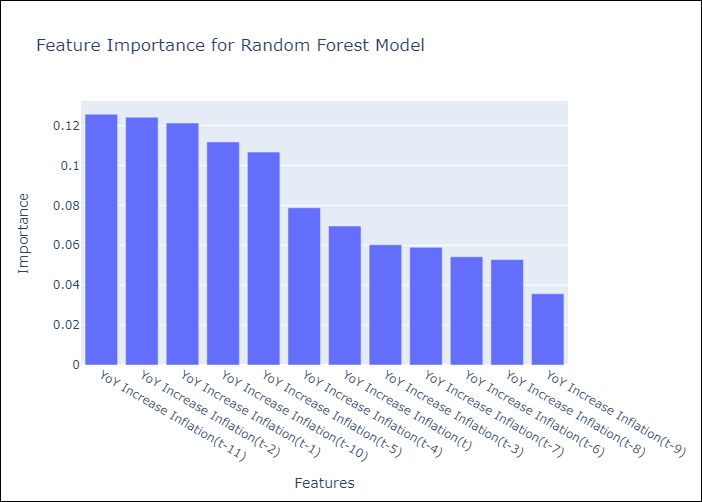 Feature Importance for Random Forest Model
Importance
0.12
0.1
0.08
0.06
0.04
0.02
0
YoY Increase Inflation(t-11)
YoY Increase Inflation(t-2)
YoY Increase Inflation(t-1)
YoY Increase Inflation(t-10)
YoY Increase Inflation(t-5)
YoY Increase Inflation(t-4)
YoY Increase Inflation(t)
YoY Increase Inflation(t-3)
YoY Increase Inflation(t-7)
YoY Increase Inflation(t-6)
YoY Increase Inflation(t-8)
YoY Increase Inflation(t-9)
Features